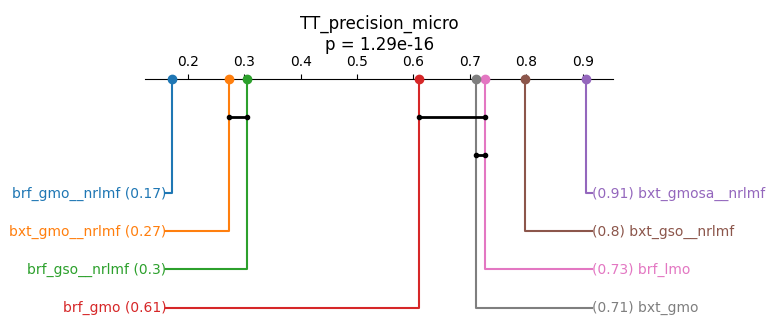 TT_precision_micro
p = 1.29e-16
0.2 0.3 0.4 0.5 0.6 0.7 0.8 0.9
brf_gmo__nrlmf (0.17)
(0.91) bxt_gmosa__nrlmf
bxt_gmo__nrlmf (0.27)
(0.8) bxt_gso__nrlmf
brf_gso__nrlmf (0.3)
(0.73) brf_lmo
brf_gmo (0.61)
(0.71) bxt_gmo